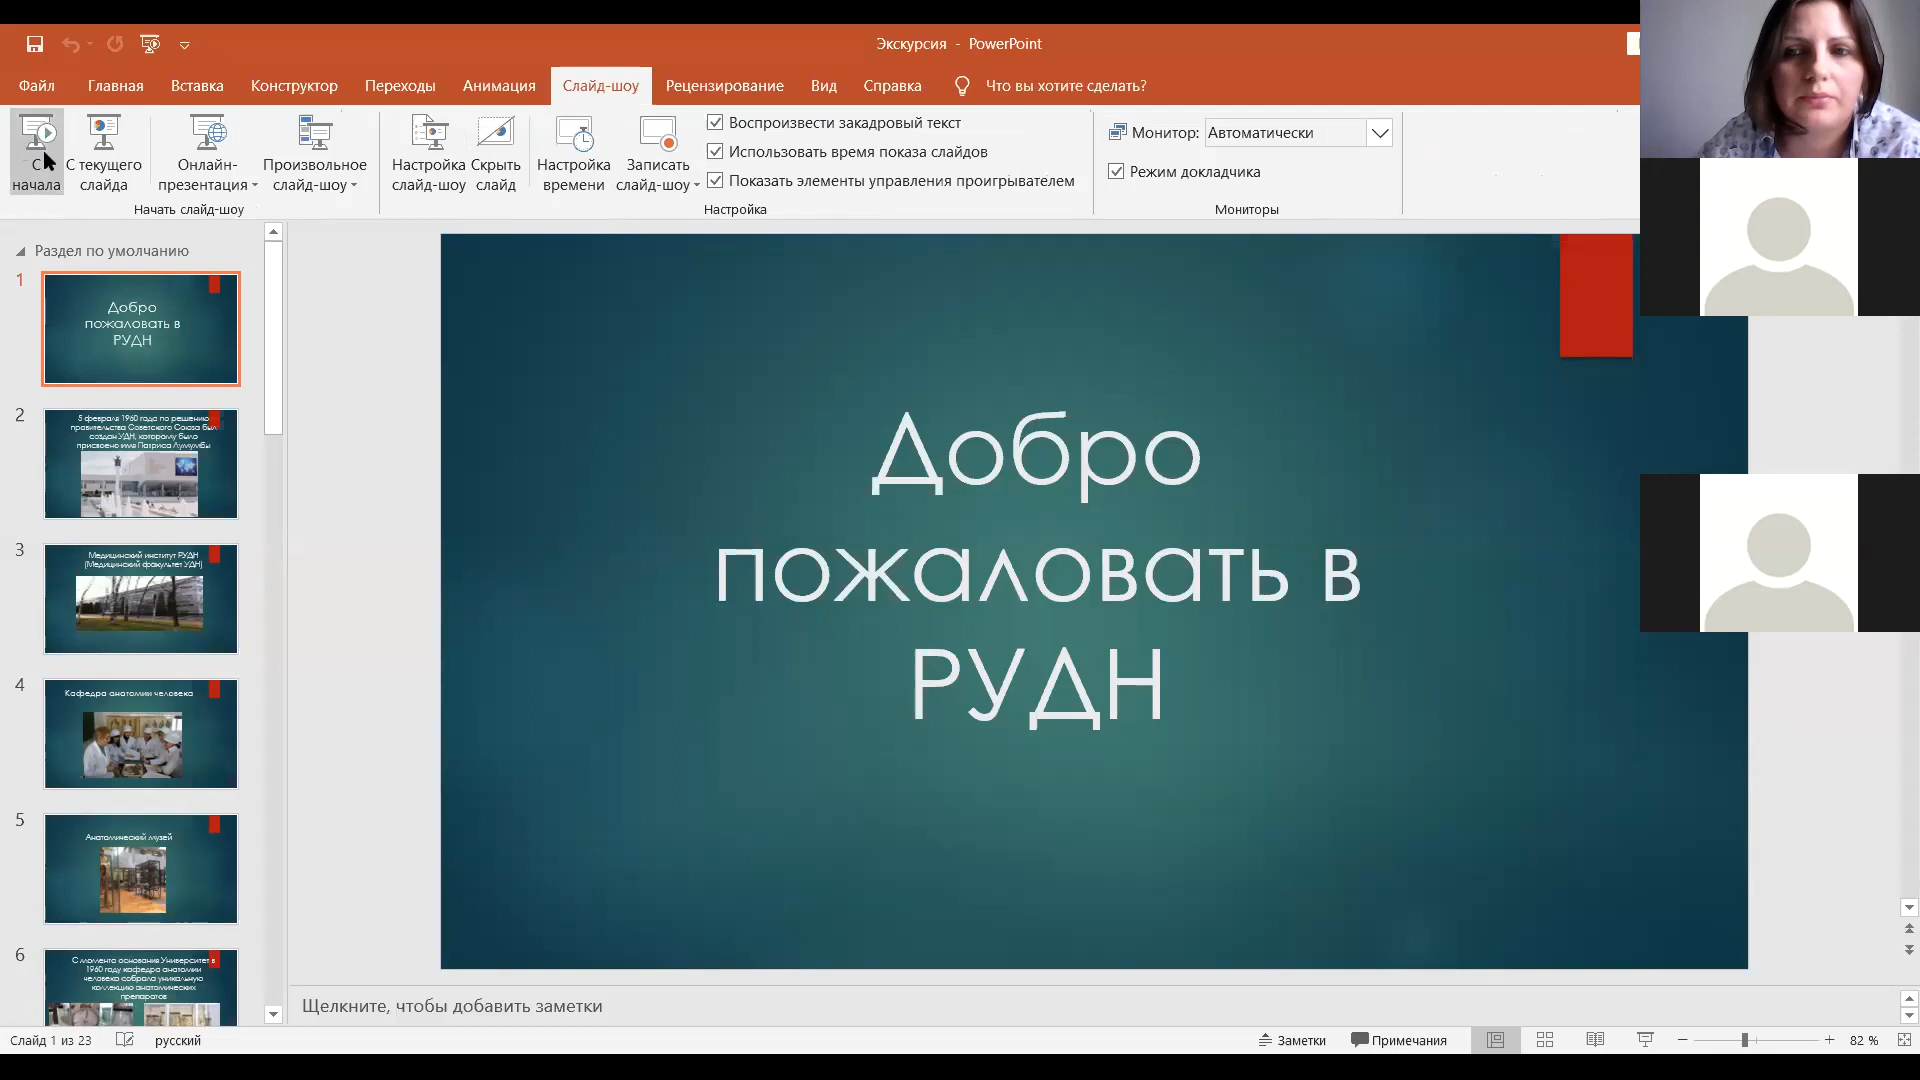 Экскурсия - PowerPoint
Файл Главная Вставка Конструктор Переходы Анимация Слайд-шоу Рецензирование Вид Справка Что вы хотите сделать?
С начала
С текущего слайда
Онлайн-презентация
Произвольное слайд-шоу
Настройка слайд-шоу
Скрыть слайд
Настройка времени
Записать слайд-шоу
Воспроизвести закадровый текст
Использовать время показа слайдов
Показать элементы управления проигрывателем
Монитор: Автоматически
Режим докладчика
Начать слайд-шоу
Настройка
Мониторы
Раздел по умолчанию
1
Добро
пожаловать в
РУДН
2
5 февраля 1960 года по решению
правительства Советского Союза был
создан УДН, которому было
присвоено имя Патриса Лумумбы
3
Медицинский институт РУДН
(Медицинский факультет УДН)
4
Кафедра анатомии человека
5
Анатомический музей
6
С момента основания Университета в
1960 году кафедра анатомии
человека собрала уникальную
коллекцию анатомических
препаратов
Добро
пожаловать в
РУДН
Щелкните, чтобы добавить заметки
Слайд 1 из 23 русский Заметки Примечания 82 %